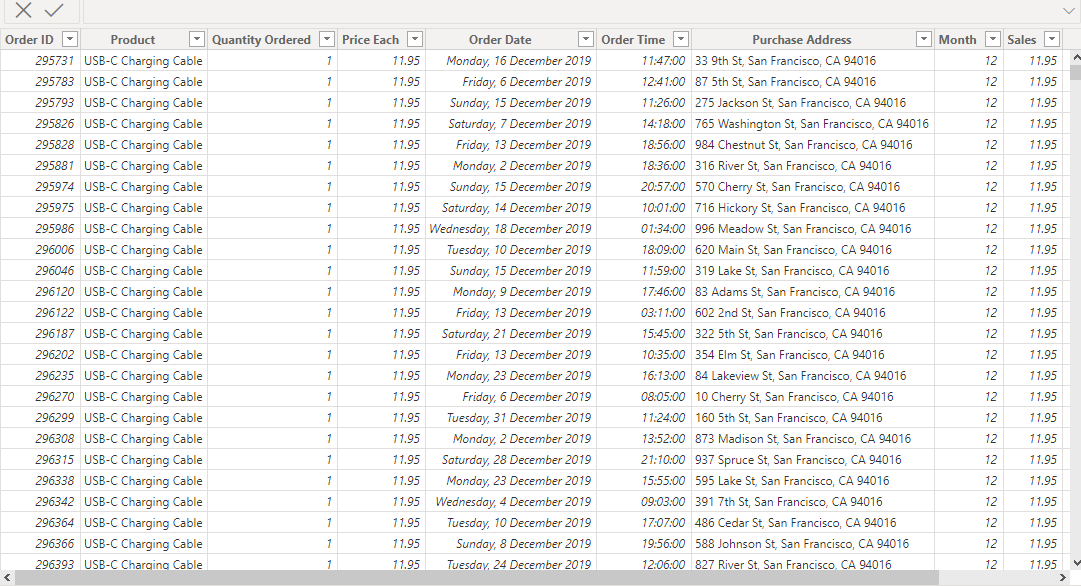 Order ID Product Quantity Ordered Price Each Order Date Order Time Purchase Address Month Sales
295731 USB-C Charging Cable 1 11.95 Monday, 16 December 2019 11:47:00 33 9th St, San Francisco, CA 94016 12 11.95
295783 USB-C Charging Cable 1 11.95 Friday, 6 December 2019 12:41:00 87 5th St, San Francisco, CA 94016 12 11.95
295793 USB-C Charging Cable 1 11.95 Sunday, 15 December 2019 11:26:00 275 Jackson St, San Francisco, CA 94016 12 11.95
295826 USB-C Charging Cable 1 11.95 Saturday, 7 December 2019 14:18:00 765 Washington St, San Francisco, CA 94016 12 11.95
295828 USB-C Charging Cable 1 11.95 Friday, 13 December 2019 18:56:00 984 Chestnut St, San Francisco, CA 94016 12 11.95
295881 USB-C Charging Cable 1 11.95 Monday, 2 December 2019 18:36:00 316 River St, San Francisco, CA 94016 12 11.95
295974 USB-C Charging Cable 1 11.95 Sunday, 15 December 2019 20:57:00 570 Cherry St, San Francisco, CA 94016 12 11.95
295975 USB-C Charging Cable 1 11.95 Saturday, 14 December 2019 10:01:00 716 Hickory St, San Francisco, CA 94016 12 11.95
295986 USB-C Charging Cable 1 11.95 Wednesday, 18 December 2019 01:34:00 996 Meadow St, San Francisco, CA 94016 12 11.95
296006 USB-C Charging Cable 1 11.95 Tuesday, 10 December 2019 18:09:00 620 Main St, San Francisco, CA 94016 12 11.95
296046 USB-C Charging Cable 1 11.95 Sunday, 15 December 2019 11:59:00 319 Lake St, San Francisco, CA 94016 12 11.95
296120 USB-C Charging Cable 1 11.95 Monday, 9 December 2019 17:46:00 83 Adams St, San Francisco, CA 94016 12 11.95
296122 USB-C Charging Cable 1 11.95 Friday, 13 December 2019 03:11:00 602 2nd St, San Francisco, CA 94016 12 11.95
296187 USB-C Charging Cable 1 11.95 Saturday, 21 December 2019 15:45:00 322 5th St, San Francisco, CA 94016 12 11.95
296202 USB-C Charging Cable 1 11.95 Friday, 13 December 2019 10:35:00 354 Elm St, San Francisco, CA 94016 12 11.95
296235 USB-C Charging Cable 1 11.95 Monday, 23 December 2019 16:13:00 84 Lakeview St, San Francisco, CA 94016 12 11.95
296270 USB-C Charging Cable 1 11.95 Friday, 6 December 2019 08:05:00 10 Cherry St, San Francisco, CA 94016 12 11.95
296299 USB-C Charging Cable 1 11.95 Tuesday, 31 December 2019 11:24:00 160 5th St, San Francisco, CA 94016 12 11.95
296308 USB-C Charging Cable 1 11.95 Monday, 2 December 2019 13:52:00 873 Madison St, San Francisco, CA 94016 12 11.95
296315 USB-C Charging Cable 1 11.95 Saturday, 28 December 2019 21:10:00 937 Spruce St, San Francisco, CA 94016 12 11.95
296338 USB-C Charging Cable 1 11.95 Monday, 23 December 2019 15:55:00 595 Lake St, San Francisco, CA 94016 12 11.95
296342 USB-C Charging Cable 1 11.95 Wednesday, 4 December 2019 09:03:00 391 7th St, San Francisco, CA 94016 12 11.95
296364 USB-C Charging Cable 1 11.95 Tuesday, 10 December 2019 17:07:00 486 Cedar St, San Francisco, CA 94016 12 11.95
296366 USB-C Charging Cable 1 11.95 Sunday, 8 December 2019 19:56:00 588 Johnson St, San Francisco, CA 94016 12 11.95
296393 USB-C Charging Cable 1 11.95 Tuesday, 24 December 2019 12:06:00 827 River St, San Francisco, CA 94016 12 11.95